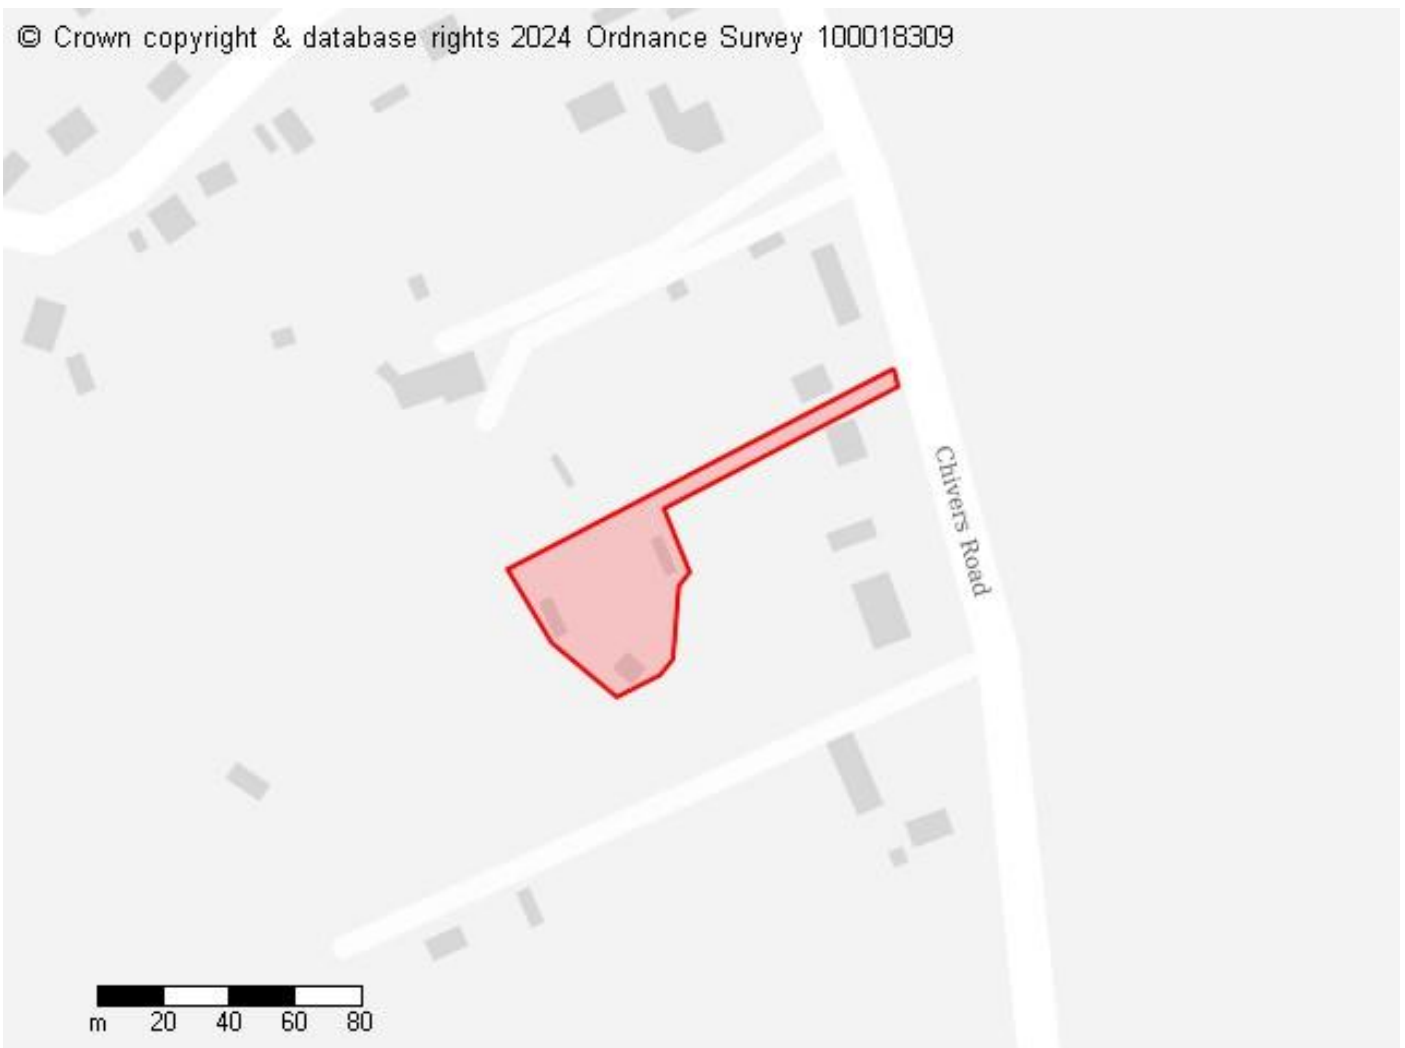 © Crown copyright & database rights 2024 Ordnance Survey 100018309
Chivers Road
m 20 40 60 80